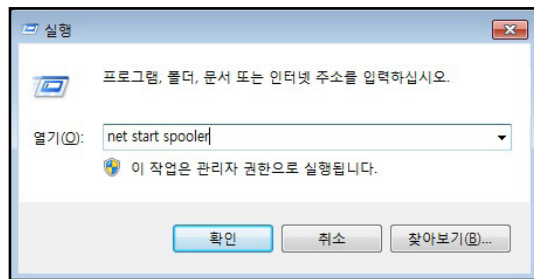 실행
프로그램, 폴더, 문서 또는 인터넷 주소를 입력하십시오.
열기(O): net start spooler
이 작업은 관리자 권한으로 실행됩니다.
확인 취소 찾아보기(B)...